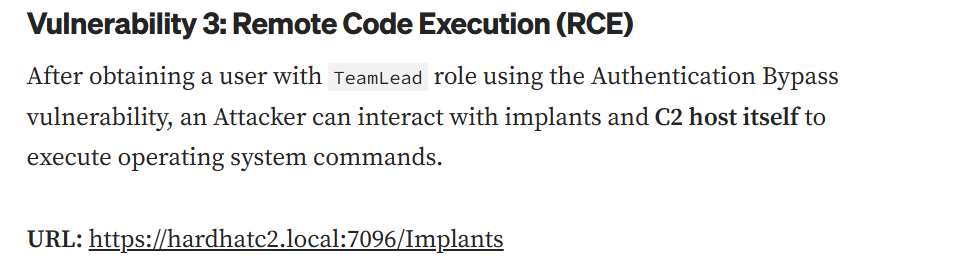 Vulnerability 3: Remote Code Execution (RCE)
After obtaining a user with TeamLead role using the Authentication Bypass
vulnerability, an Attacker can interact with implants and C2 host itself to
execute operating system commands.
URL: https://hardhatc2.local:7096/Implants